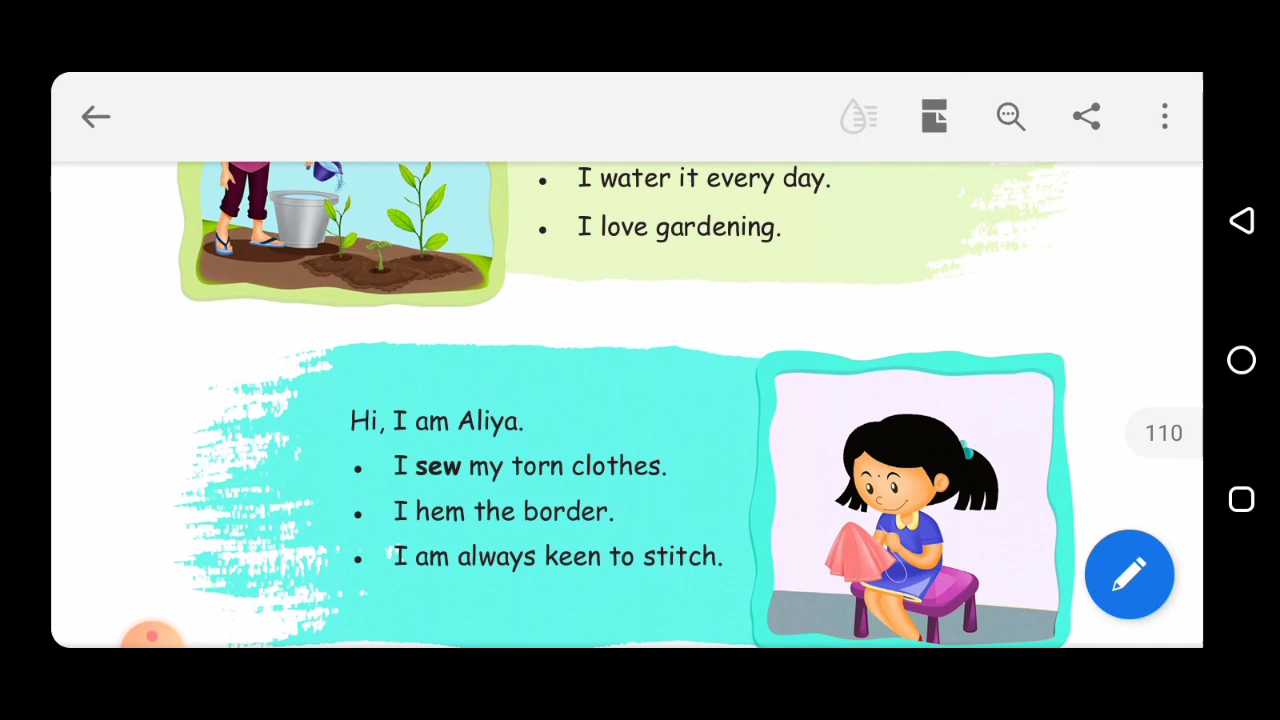 • I water it every day.
• I love gardening.
Hi, I am Aliya.
• I sew my torn clothes.
• I hem the border.
• I am always keen to stitch.
110